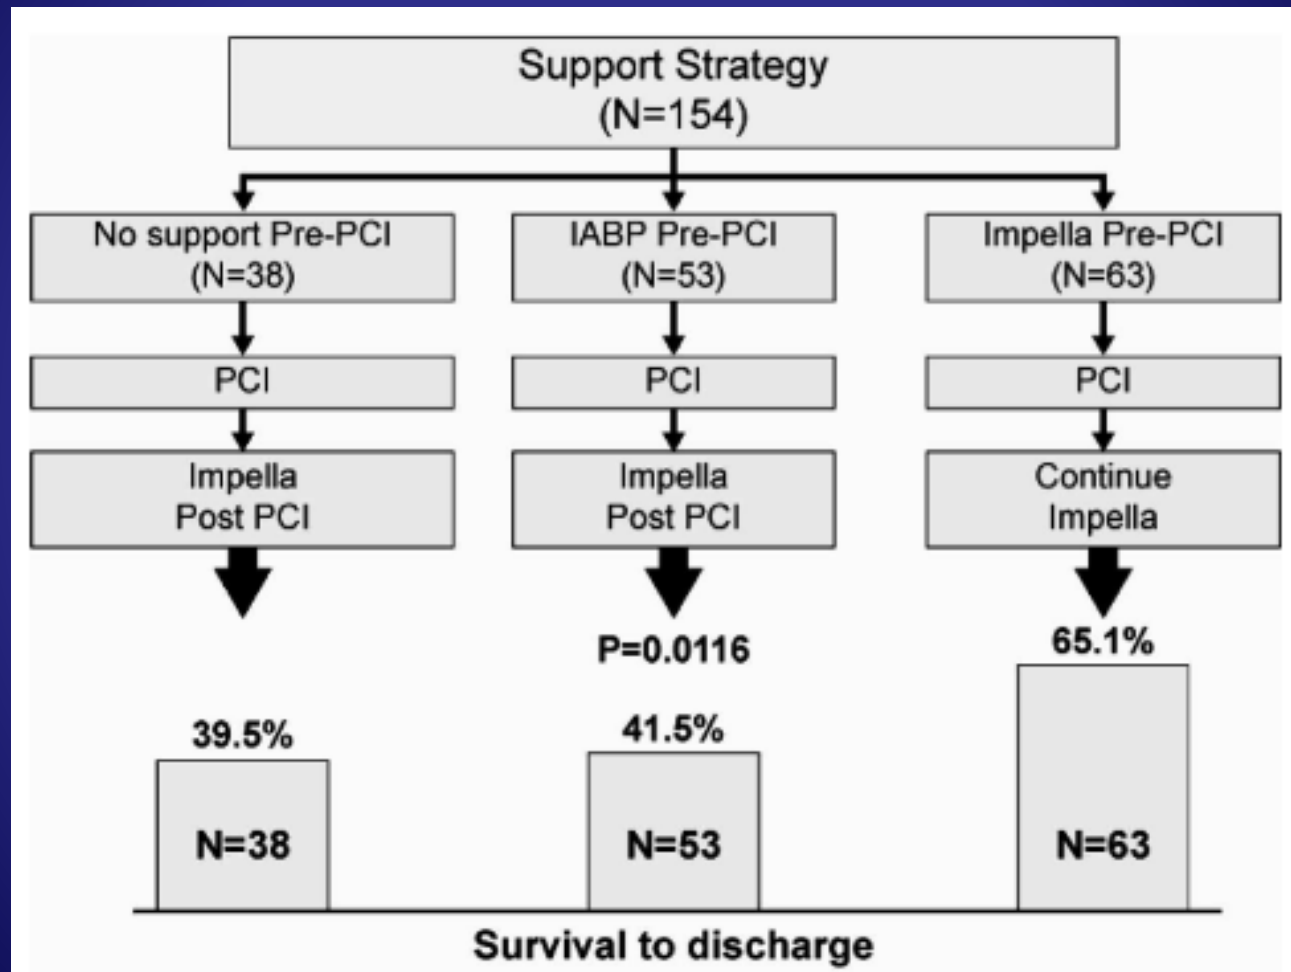 Support Strategy
(N=154)
No support Pre-PCI
(N=38)
IABP Pre-PCI
(N=53)
Impella Pre-PCI
(N=63)
PCI
PCI
PCI
Impella
Post PCI
Impella
Post PCI
Continue
Impella
P=0.0116
39.5%
41.5%
65.1%
N=38
N=53
N=63
Survival to discharge